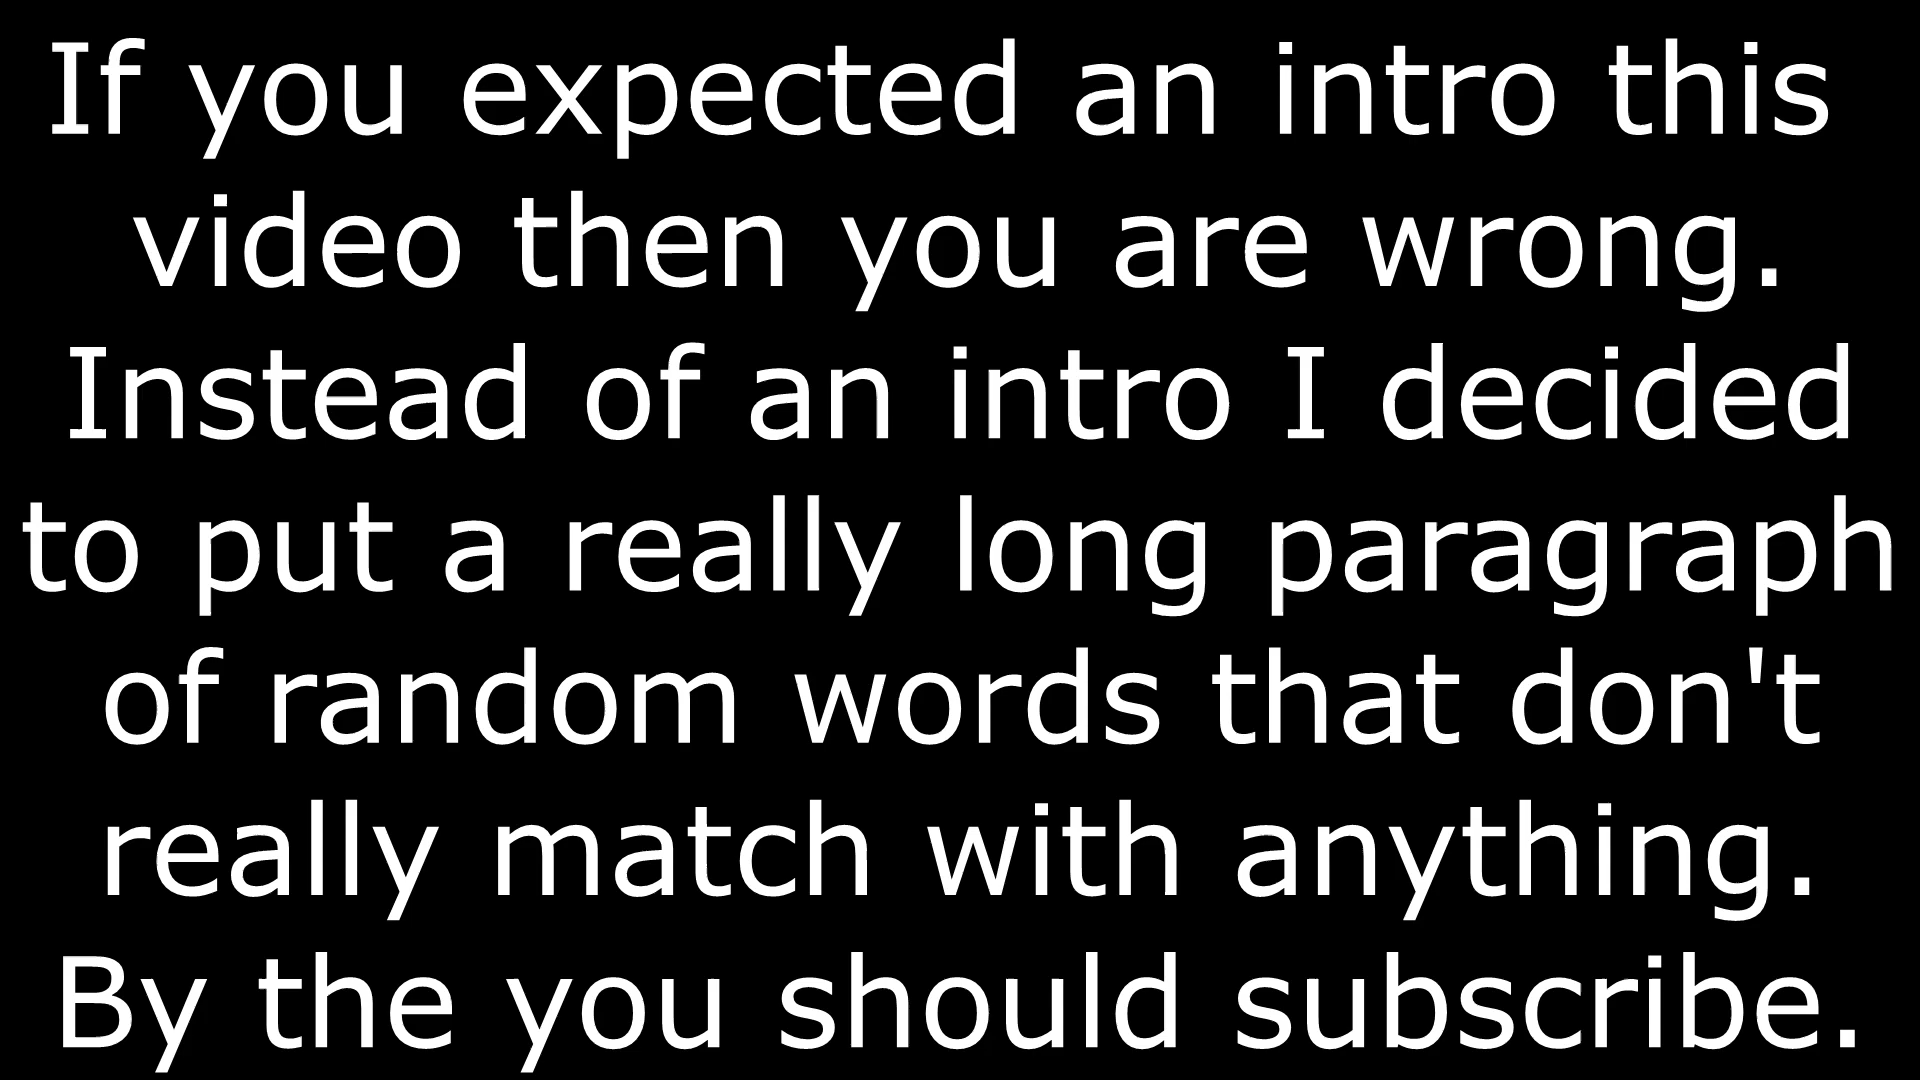 If you expected an intro this
video then you are wrong.
Instead of an intro I decided
to put a really long paragraph
of random words that don't
really match with anything.
By the you should subscribe.